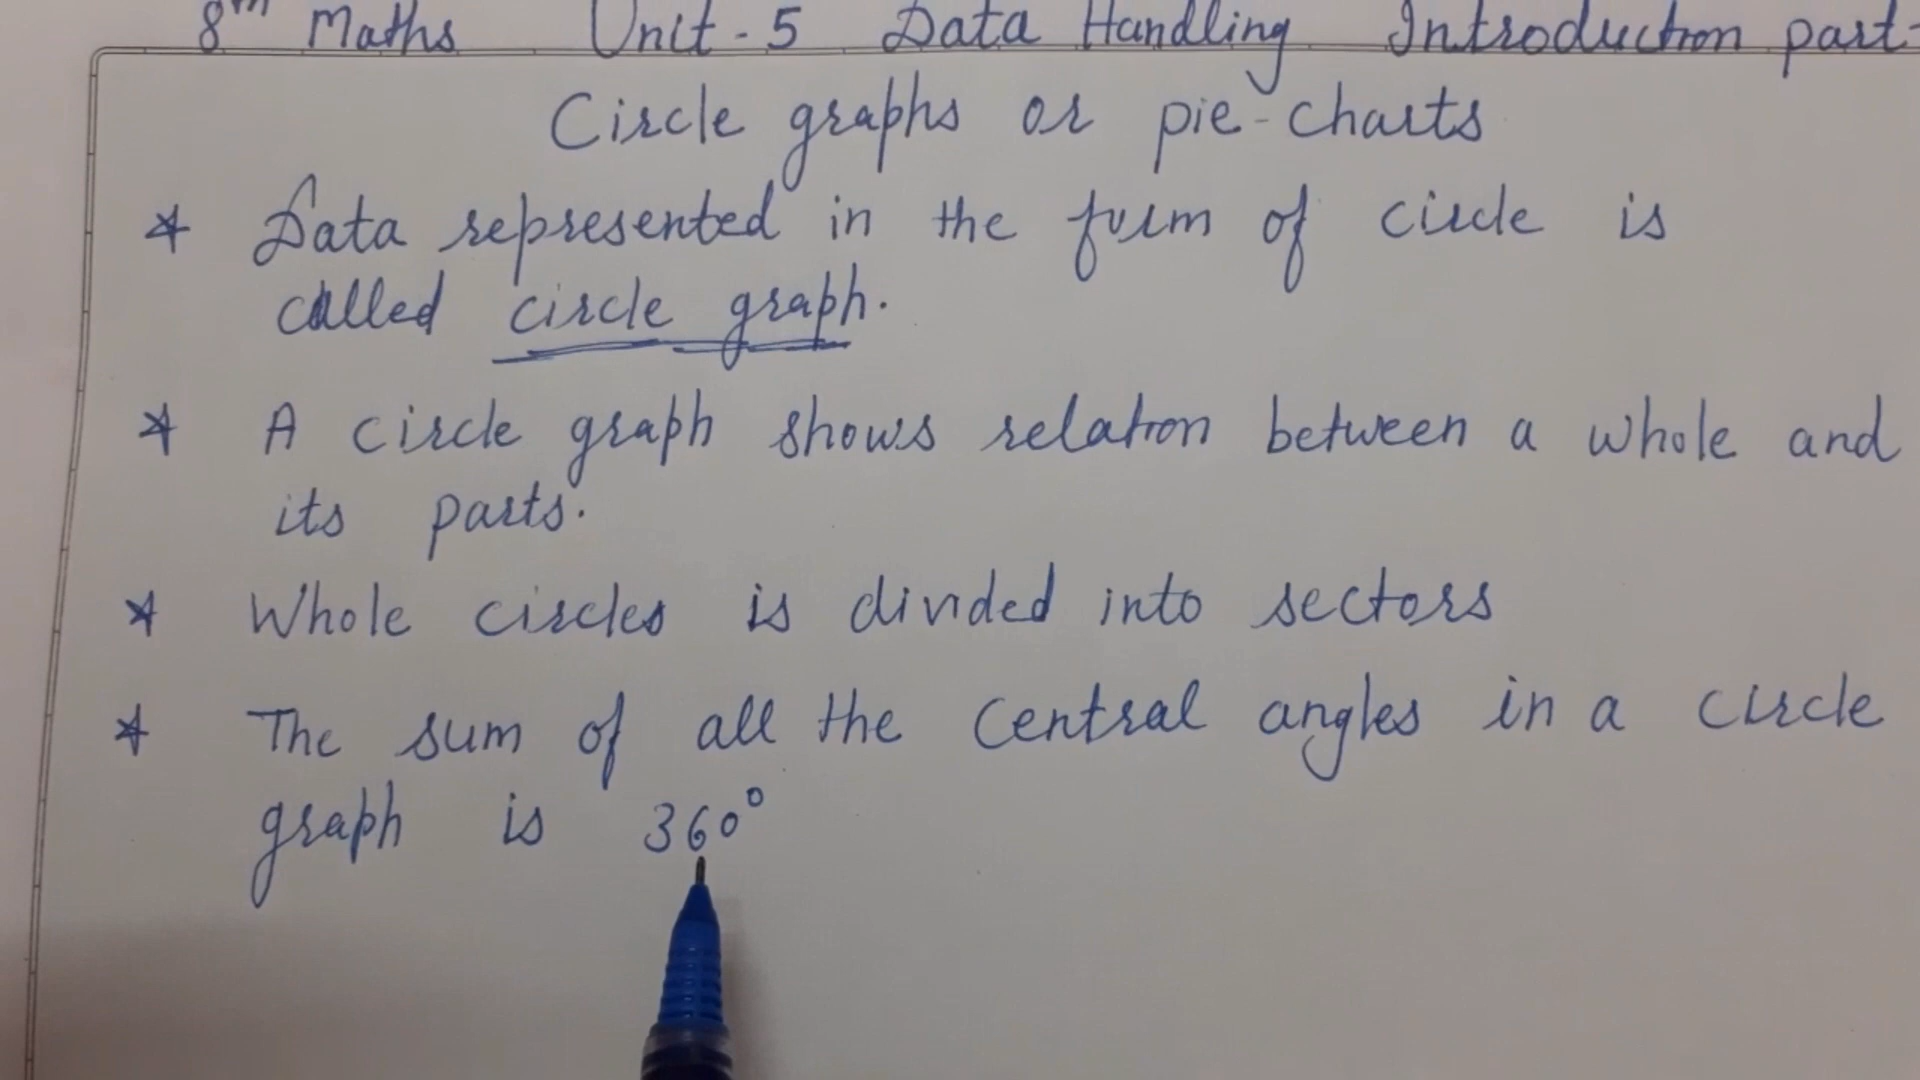 8th Maths Unit - 5 Data Handling Introduction part-
Circle graphs or pie-charts
* Data represented in the form of circle is
called circle graph.
* A circle graph shows relation between a whole and
its parts.
* Whole circles is divided into sectors
* The sum of all the central angles in a circle
graph is 360°